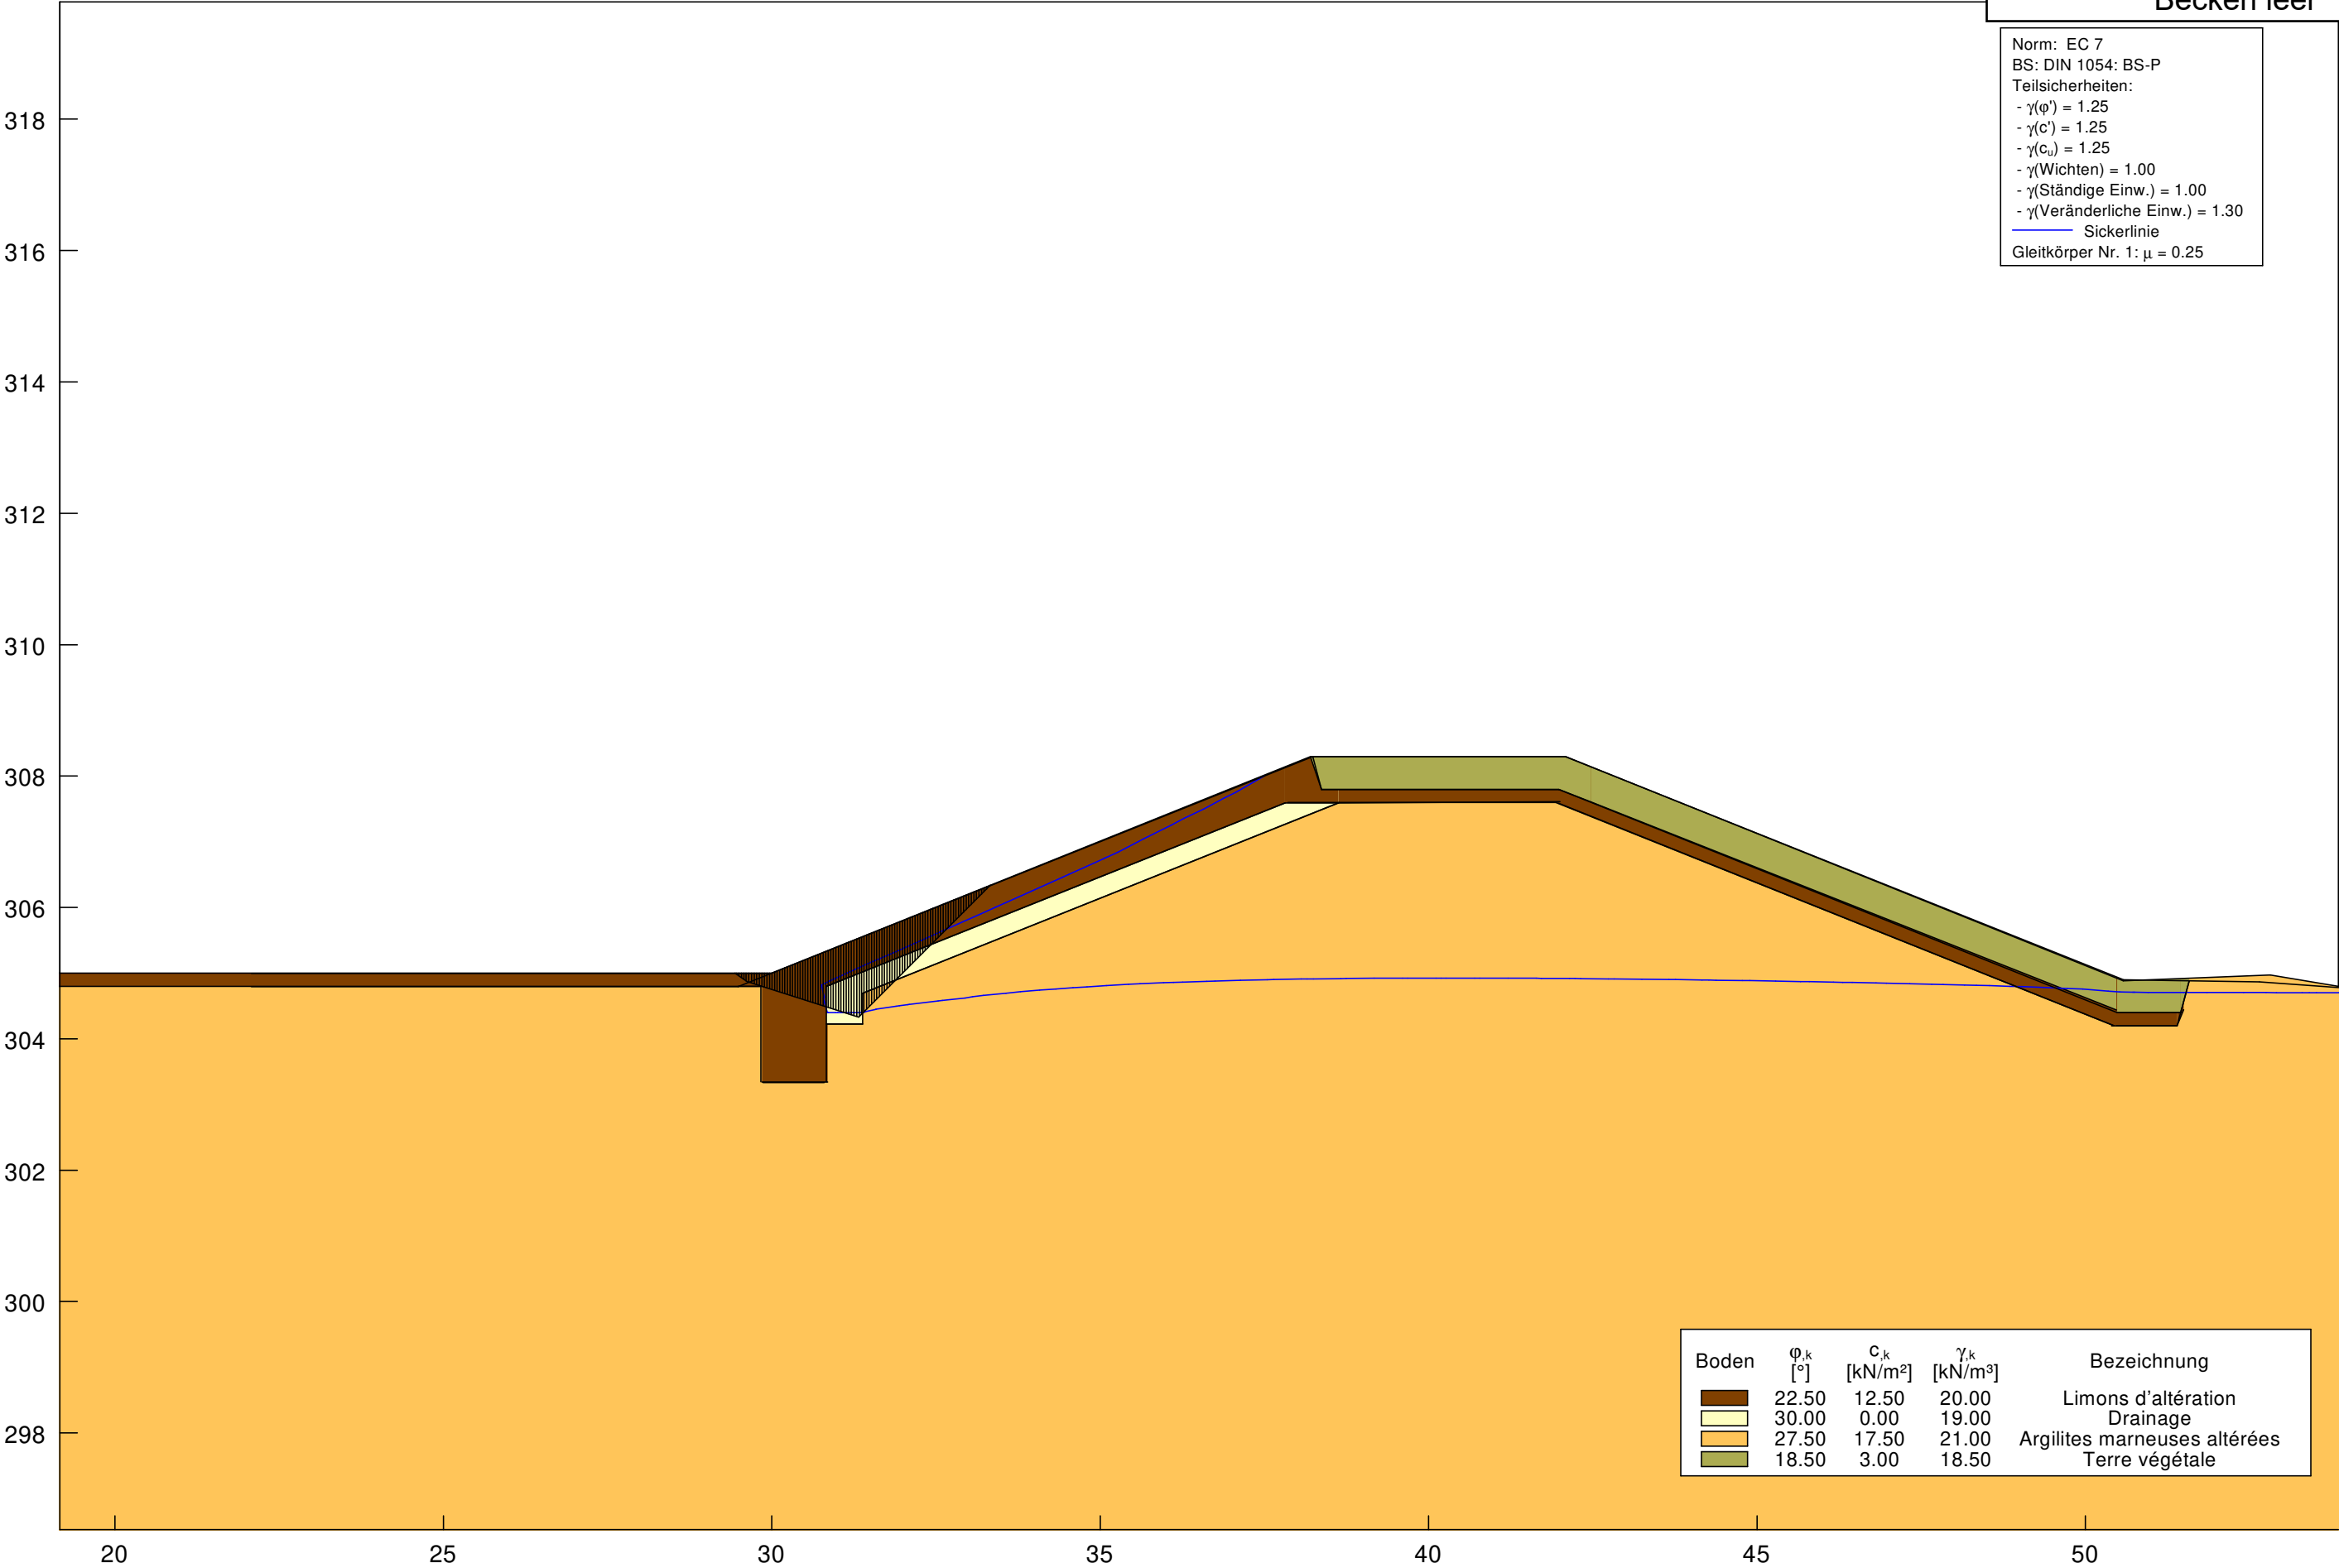 Becken leer
Norm: EC 7
BS: DIN 1054: BS-P
Teilsicherheiten:
- γ(φ') = 1.25
- γ(c') = 1.25
- γ(cᵤ) = 1.25
- γ(Wichten) = 1.00
- γ(Ständige Einw.) = 1.00
- γ(Veränderliche Einw.) = 1.30
Sickerlinie
Gleitkörper Nr. 1: μ = 0.25
318
316
314
312
310
308
306
304
302
300
298
Boden φ,k [°] c,k [kN/m²] γ,k [kN/m³] Bezeichnung
22.50 12.50 20.00 Limons d'altération
30.00 0.00 19.00 Drainage
27.50 17.50 21.00 Argilites marneuses altérées
18.50 3.00 18.50 Terre végétale
20 25 30 35 40 45 50